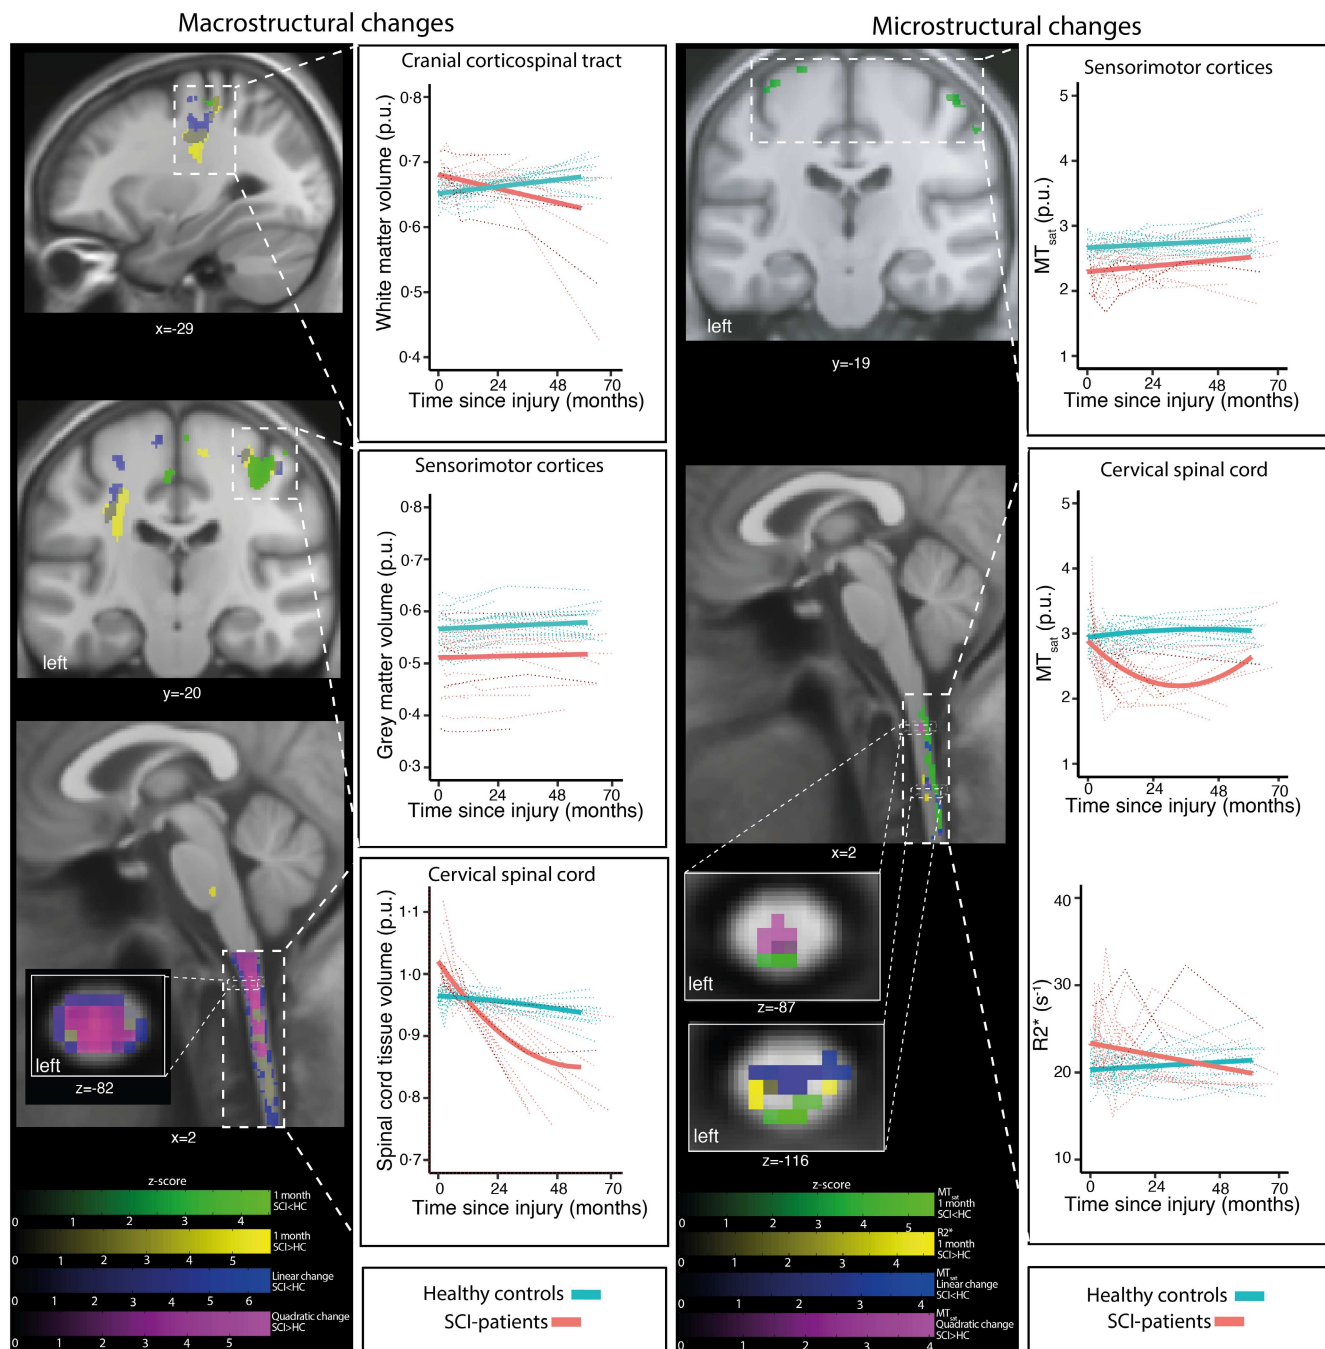 Macrostructural changes
Microstructural changes
x=-29
Cranial corticospinal tract
White matter volume (p.u.)
0·8
0·7
0·6
0·5
0·4
0 24 48 70
Time since injury (months)
left
y=-20
Sensorimotor cortices
Grey matter volume (p.u.)
0·8
0·7
0·6
0·5
0·4
0·3
0 24 48 70
Time since injury (months)
left
z=-82
x=2
Cervical spinal cord
Spinal cord tissue volume (p.u.)
1·1
1·0
0·9
0·8
0·7
0 24 48 70
Time since injury (months)
z-score
1 month
SCI<HC
0 1 2 3 4
1 month
SCI>HC
0 1 2 3 4 5
Linear change
SCI<HC
0 1 2 3 4 5 6
Quadratic change
SCI>HC
0 1 2 3 4 5
Healthy controls
SCI-patients
left
y=-19
Sensorimotor cortices
MTsat (p.u.)
5
4
3
2
1
0 24 48 70
Time since injury (months)
x=2
left
z=-87
left
z=-116
Cervical spinal cord
MTsat (p.u.)
5
4
3
2
1
0 24 48 70
Time since injury (months)
R2* (s-1)
40
30
20
10
0 24 48 70
Time since injury (months)
z-score
MTsat
1 month
SCI<HC
0 1 2 3 4 5
R2*
1 month
SCI>HC
0 1 2 3 4
MTsat
Linear change
SCI<HC
0 1 2 3 4
MTsat
Quadratic change
SCI>HC
0 1 2 3 4
Healthy controls
SCI-patients